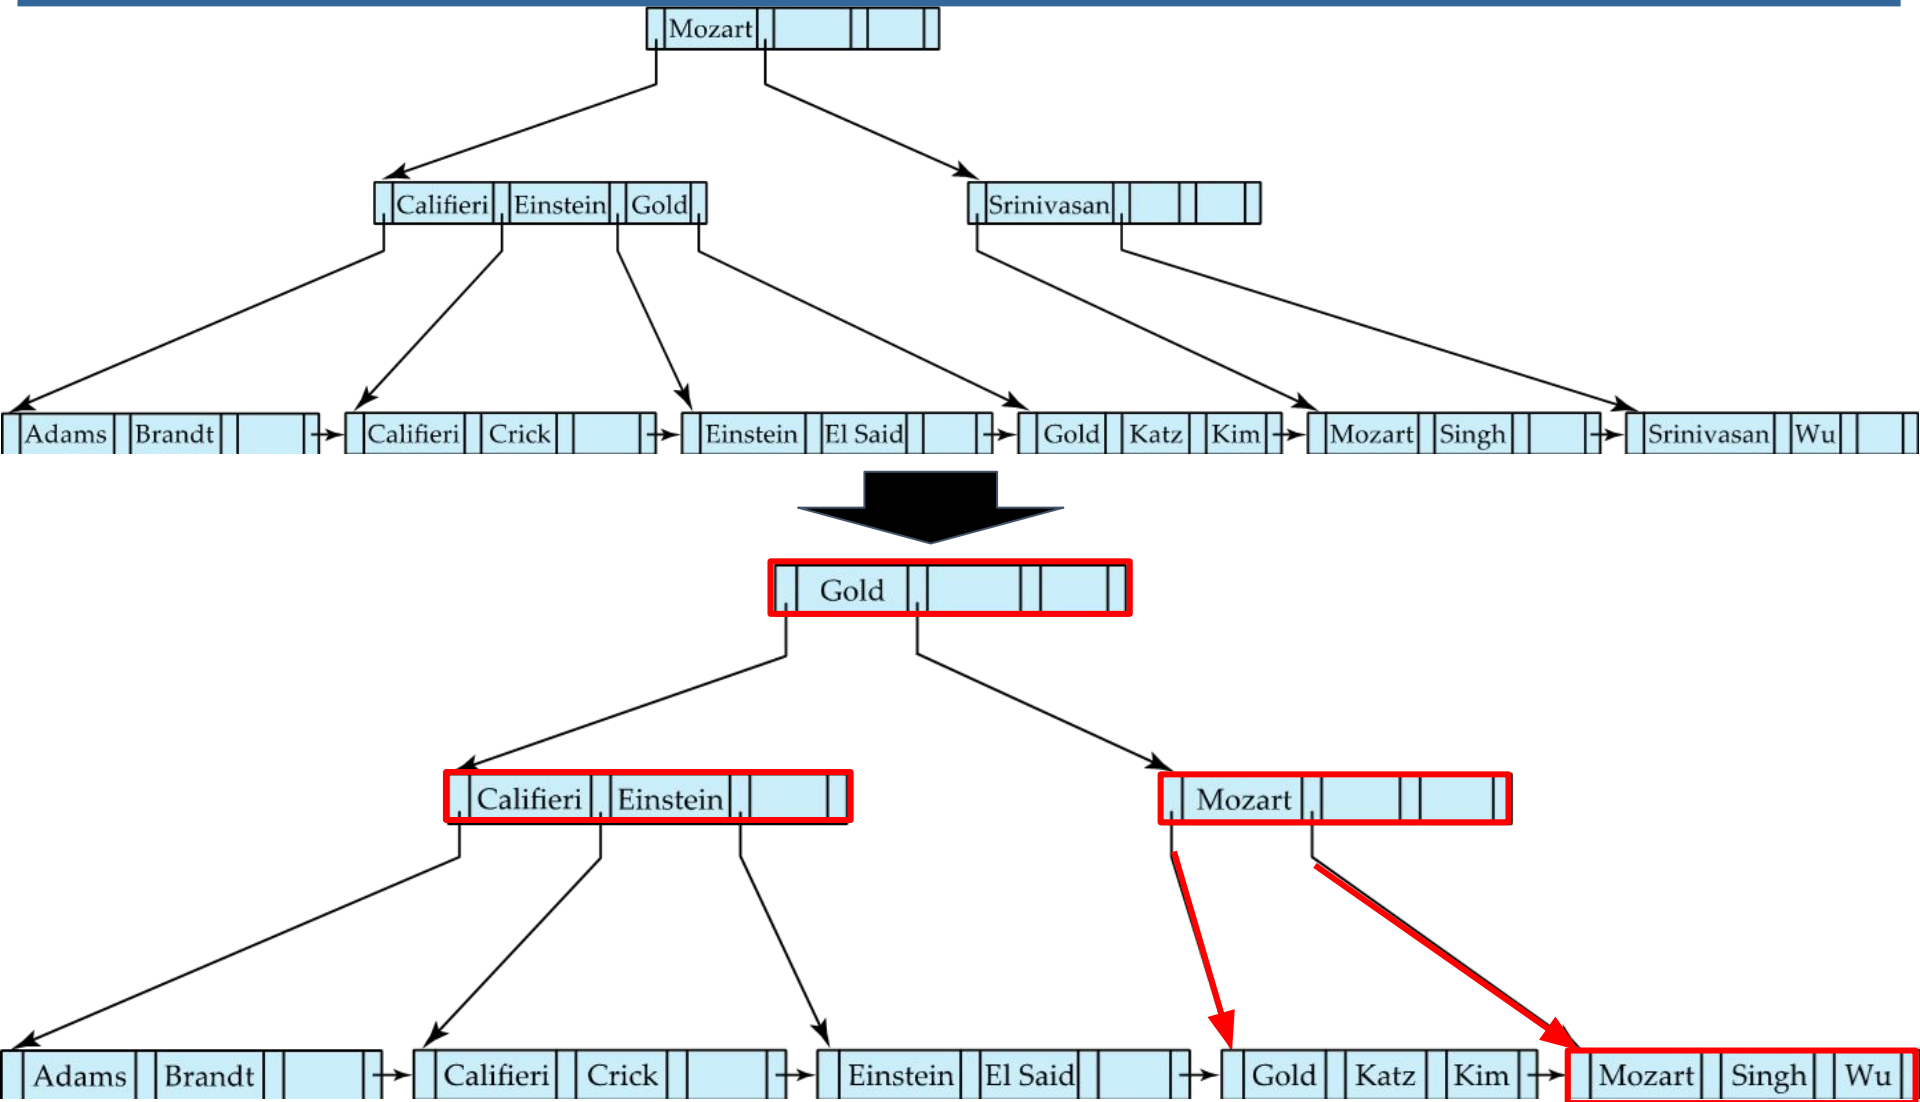 Mozart
Califieri Einstein Gold Srinivasan
Adams Brandt Califieri Crick Einstein El Said Gold Katz Kim Mozart Singh Srinivasan Wu
Gold
Califieri Einstein Mozart
Adams Brandt Califieri Crick Einstein El Said Gold Katz Kim Mozart Singh Wu